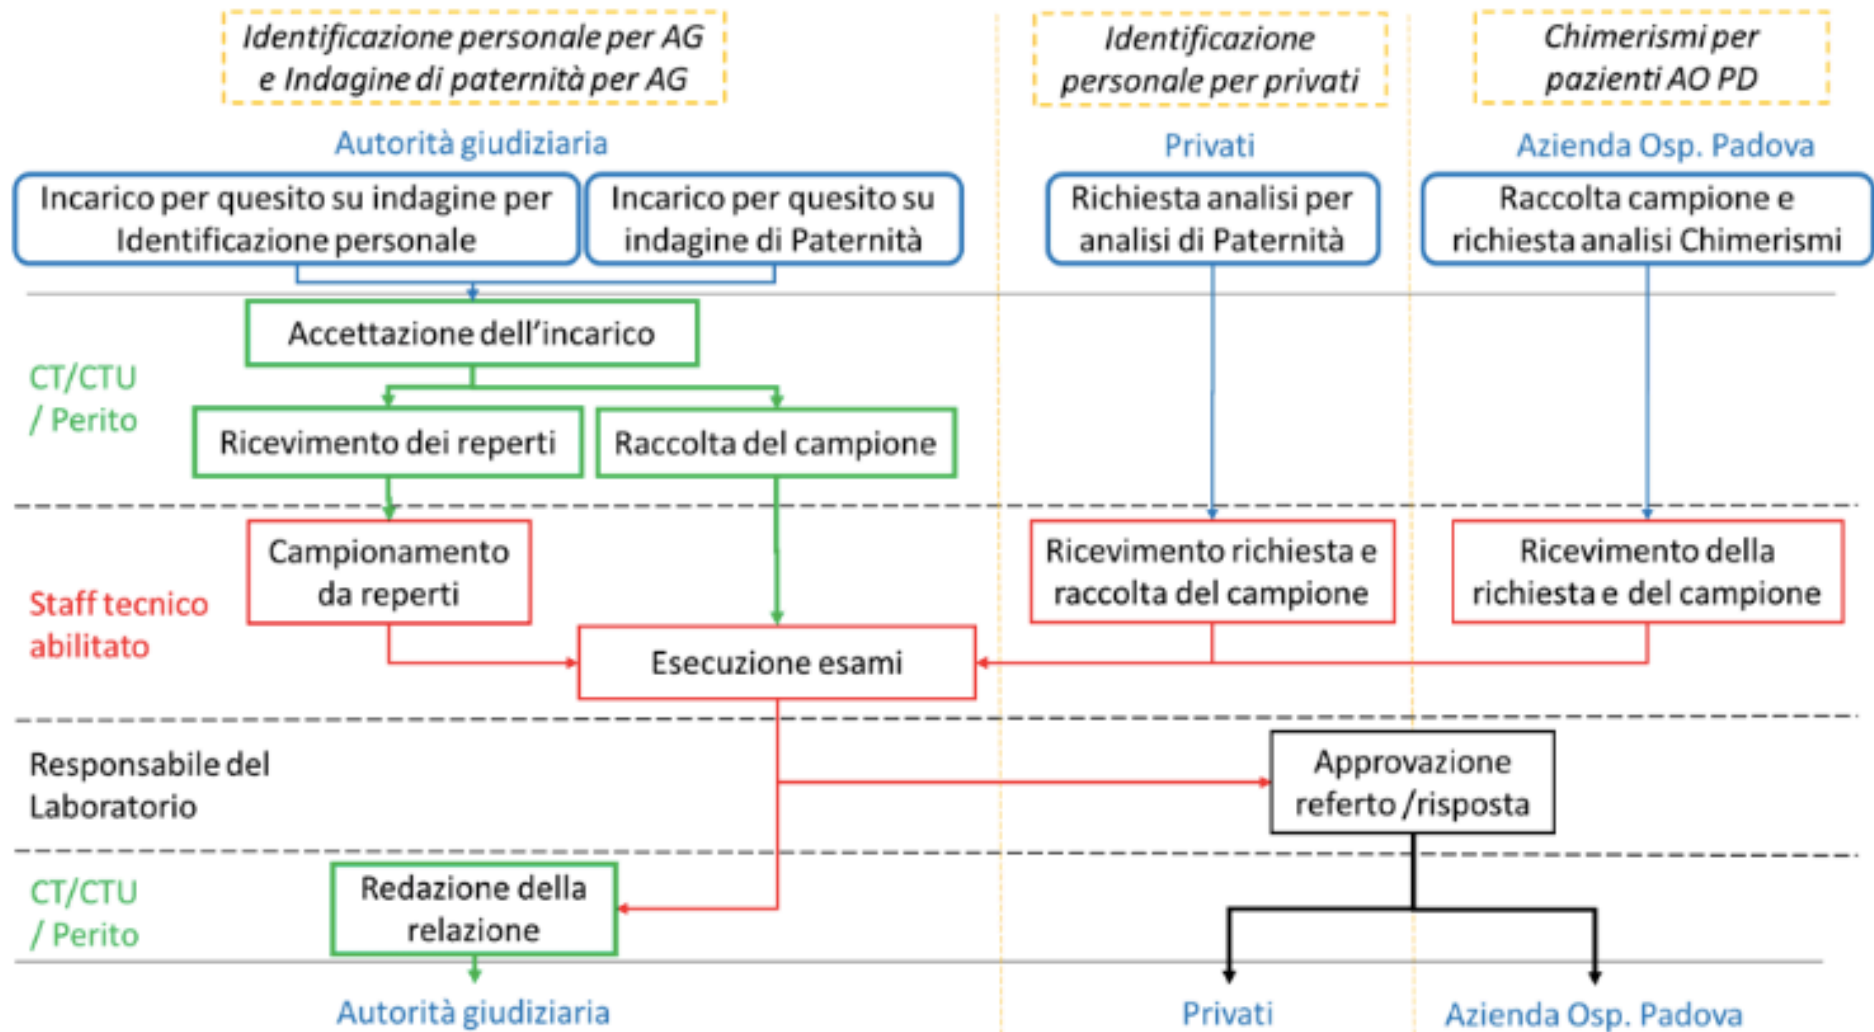 Identificazione personale per AG
e Indagine di paternità per AG
Identificazione
personale per privati
Chimerismi per
pazienti AO PD
Autorità giudiziaria
Privati
Azienda Osp. Padova
Incarico per quesito su indagine per
Identificazione personale
Incarico per quesito su
indagine di Paternità
Richiesta analisi per
analisi di Paternità
Raccolta campione e
richiesta analisi Chimerismi
Accettazione dell'incarico
CT/CTU
/ Perito
Ricevimento dei reperti
Raccolta del campione
Staff tecnico
abilitato
Campionamento
da reperti
Ricevimento richiesta e
raccolta del campione
Ricevimento della
richiesta e del campione
Esecuzione esami
Responsabile del
Laboratorio
Approvazione
referto /risposta
CT/CTU
/ Perito
Redazione della
relazione
Autorità giudiziaria
Privati
Azienda Osp. Padova